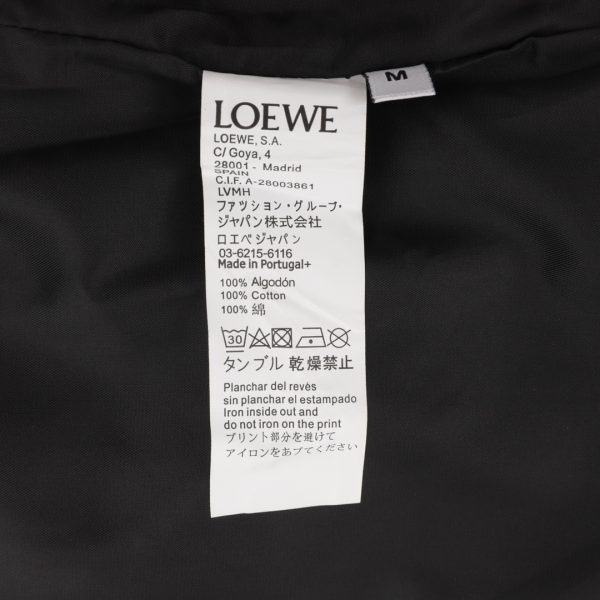 M
LOEWE
LOEWE, S.A.
C/ Goya, 4
28001 - Madrid
SPAIN
C.I.F. A-28003861
LVMH
ファツション・グループ・
ジャパン株式会社
ロエベジャパン
03-6215-6116
Made in Portugal+
100% Algodón
100% Cotton
100% 綿
30
タンブル 乾燥禁止
Planchar del revés
sin planchar el estampado
Iron inside out and
do not iron on the print
プリント部分を避けて
アイロンをあブてください